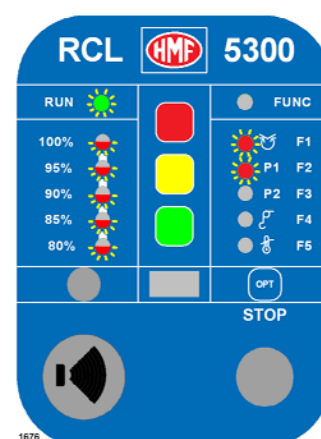 RCL HMF 5300
RUN FUNC
100% F1
95% P1 F2
90% P2 F3
85% F4
80% F5
OPT
STOP
1676